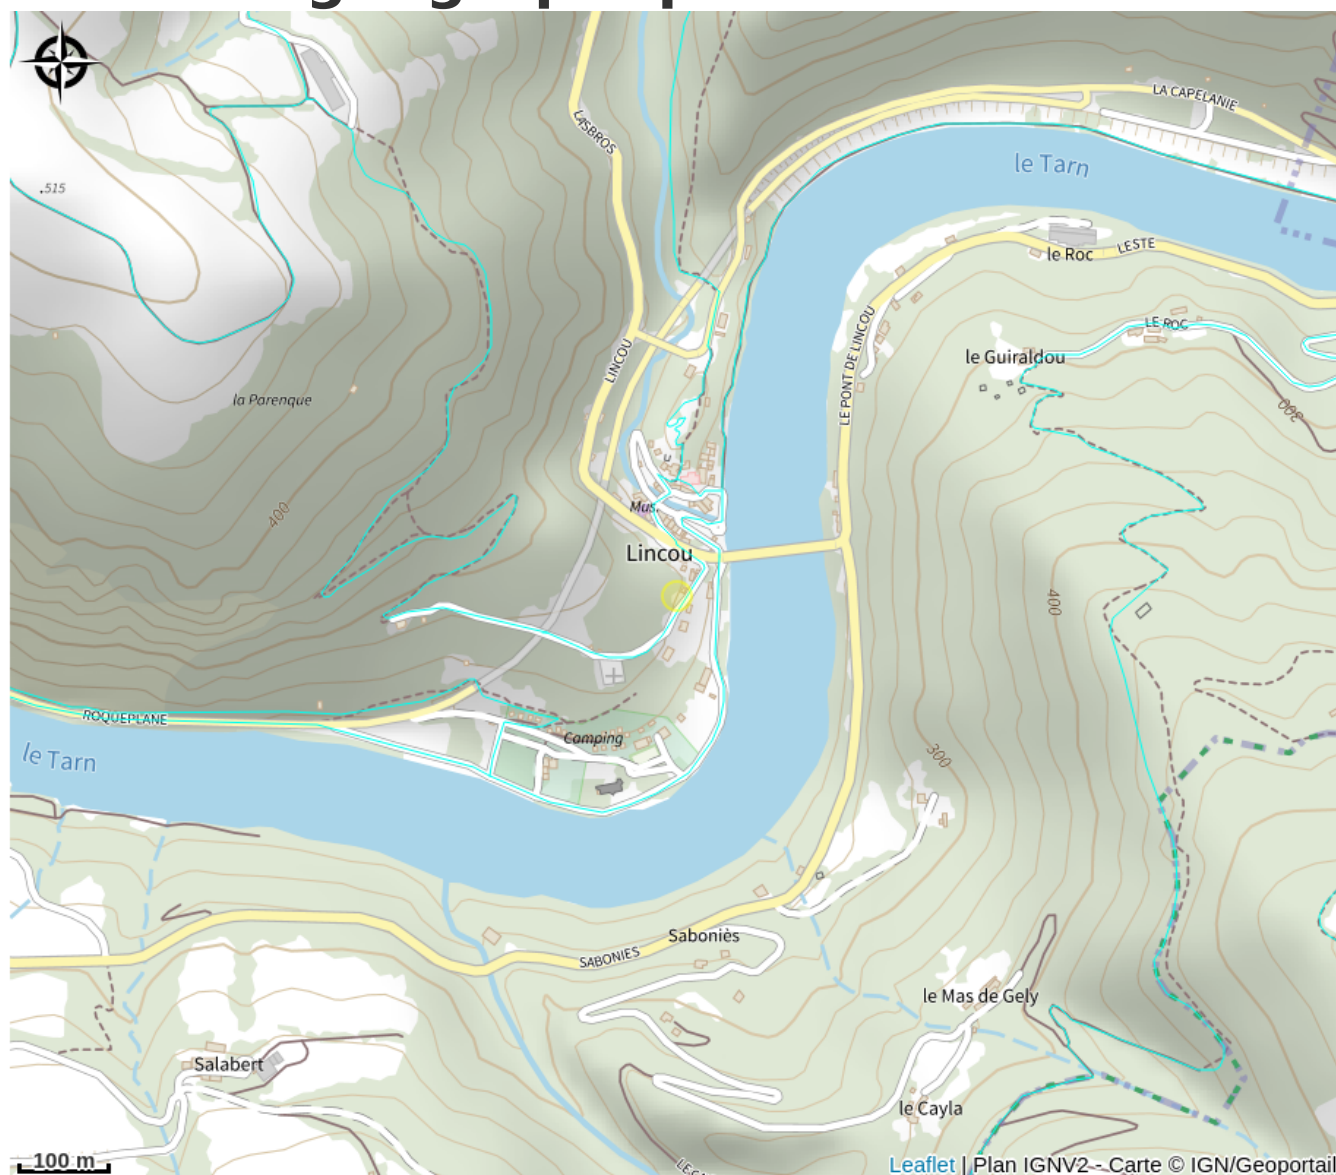 LA CAPELANIE
LASBROS
le Tarn
515
le Roc
LESTE
LE ROC
le Guiraldou
LE PONT DE LINCOU
LINCOU
la Parenque
300
400
Mus.
Lincou
400
ROQUEPLANE
le Tarn
Camping
300
Saboniès
SABONIES
le Mas de Gely
Salabert
le Cayla
100 m
Leaflet | Plan IGNV2 - Carte © IGN/Geoportail